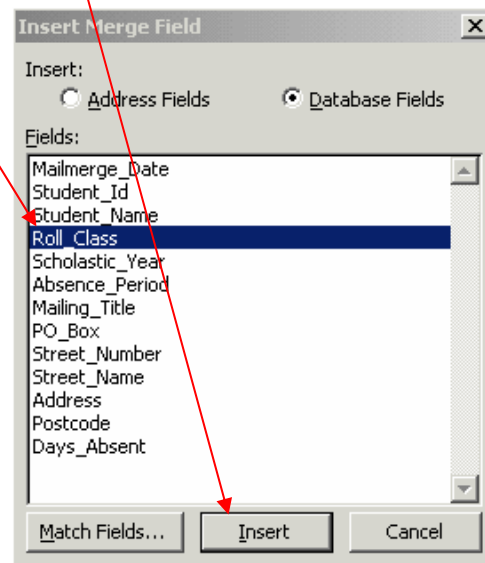 Insert Merge Field
Insert:
Address Fields Database Fields
Fields:
Mailmerge_Date
Student_Id
Student_Name
Roll_Class
Scholastic_Year
Absence_Period
Mailing_Title
PO_Box
Street_Number
Street_Name
Address
Postcode
Days_Absent
Match Fields... Insert Cancel